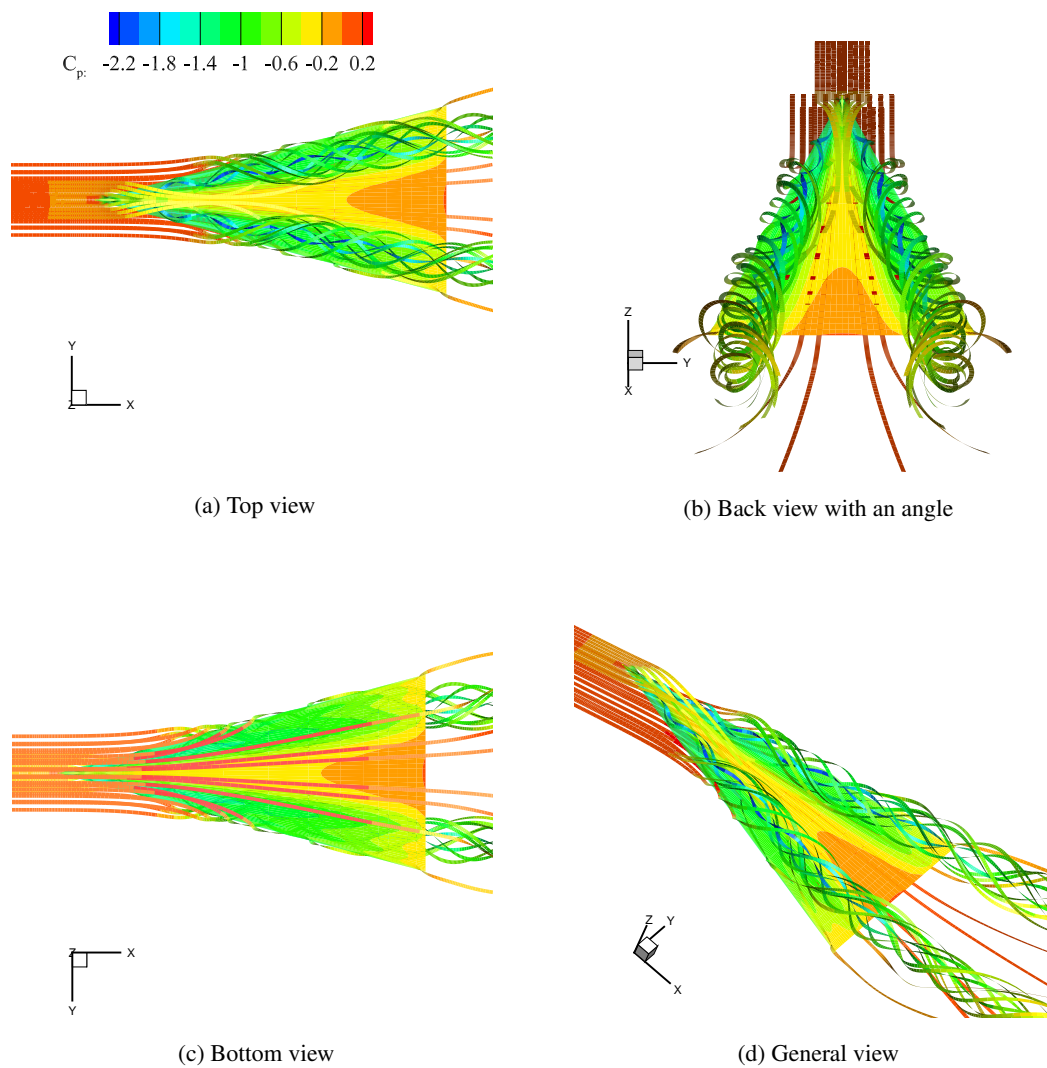 C_p: -2.2 -1.8 -1.4 -1 -0.6 -0.2 0.2
Y
Z X
(a) Top view
Z
Y
X
(b) Back view with an angle
Z X
Y
(c) Bottom view
Z Y
X
(d) General view